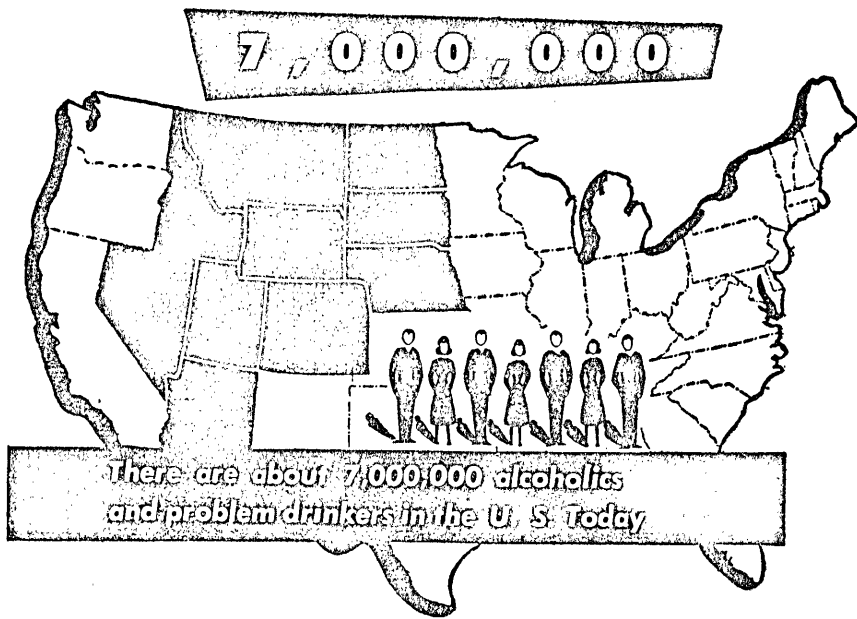 7,000,000
There are about 7,000,000 alcoholics
and problem drinkers in the U. S. Today